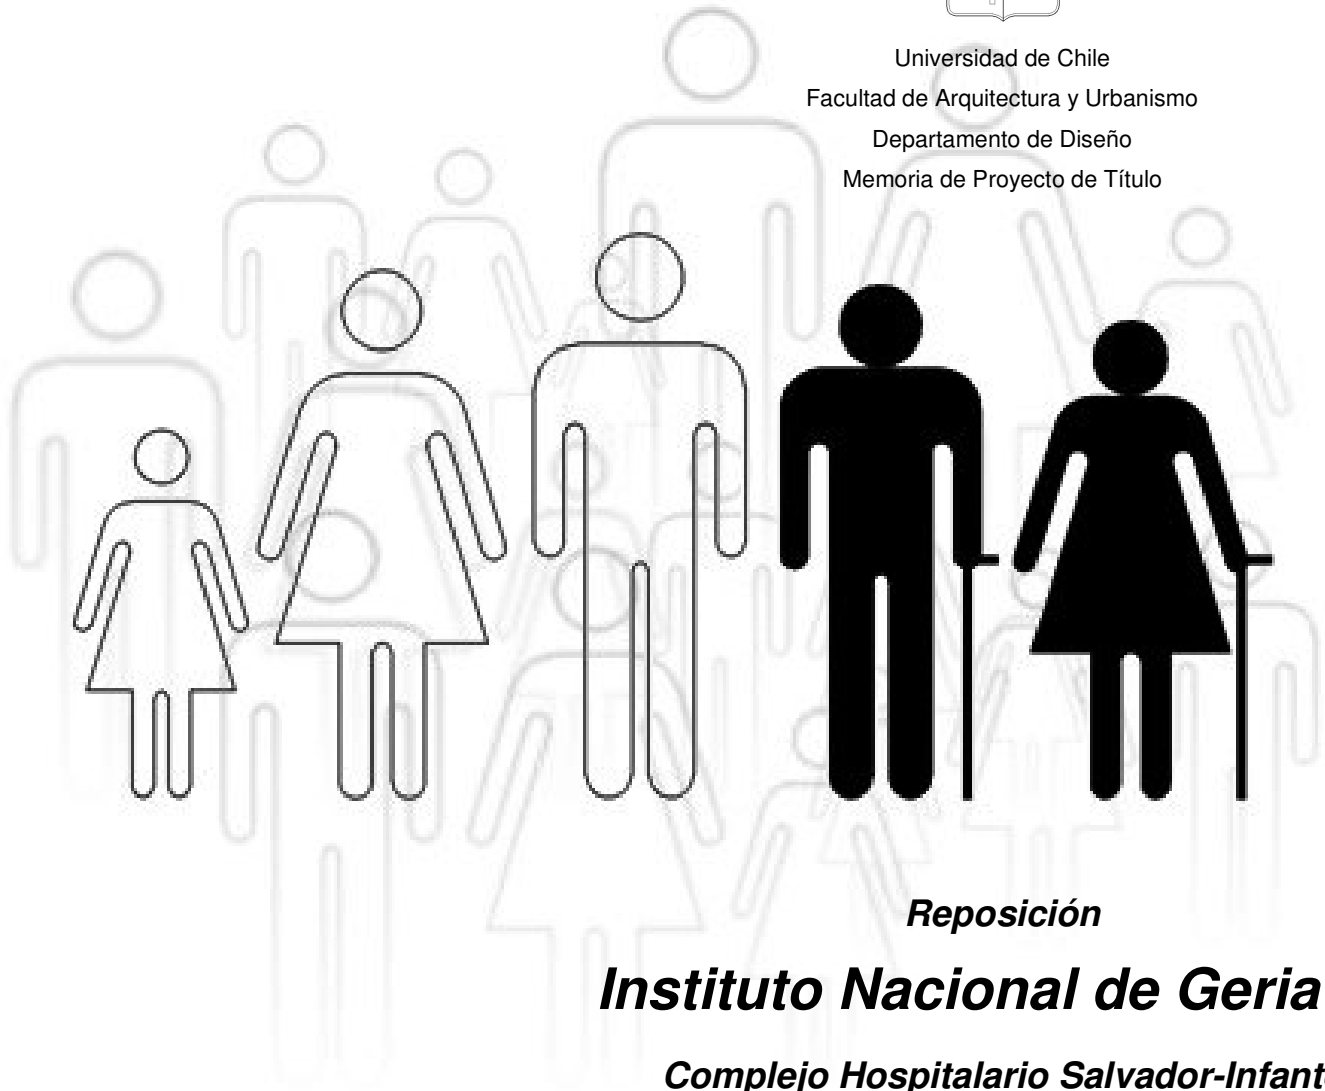 Universidad de Chile
Facultad de Arquitectura y Urbanismo
Departamento de Diseño
Memoria de Proyecto de Título
Reposición
Instituto Nacional de Geria
Complejo Hospitalario Salvador-Infant